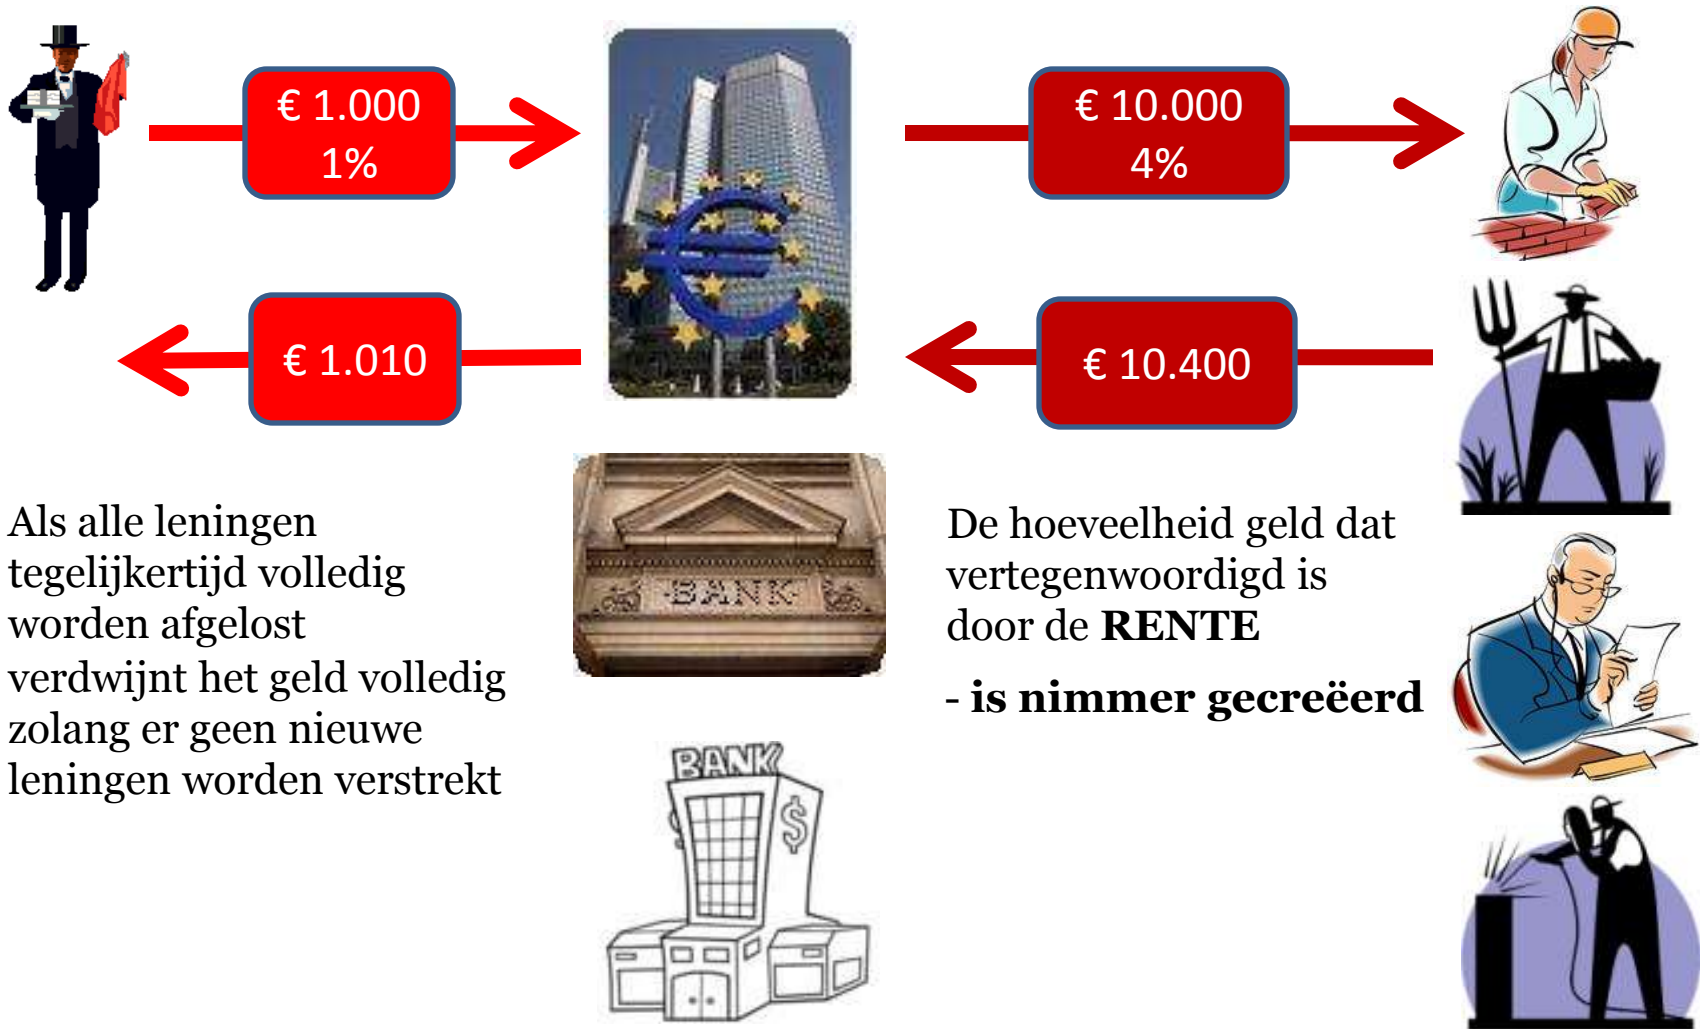 € 1.000
1%
€ 10.000
4%
€ 1.010
€ 10.400
Als alle leningen
tegelijkertijd volledig
worden afgelost
verdwijnt het geld volledig
zolang er geen nieuwe
leningen worden verstrekt
BANK
BANK
$
De hoeveelheid geld dat
vertegenwoordigd is
door de RENTE
- is nimmer gecreëerd